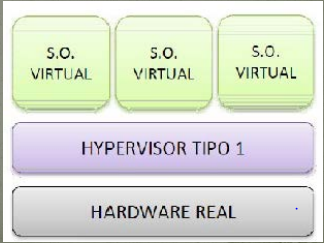 S.O.
VIRTUAL
S.O.
VIRTUAL
S.O.
VIRTUAL
HYPERVISOR TIPO 1
HARDWARE REAL